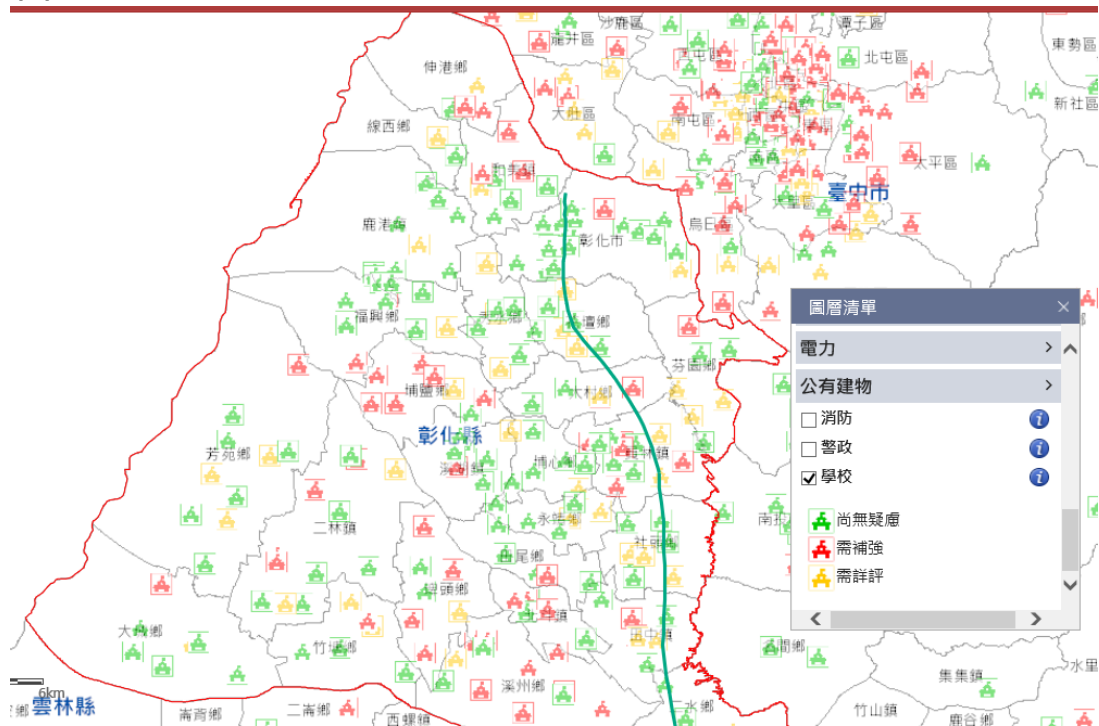 沙鹿區
潭子區
龍井區
西屯區
北屯區
東勢區
伸港鄉
新社區
大肚區
南屯區
線西鄉
太平區
和美鎮
臺中市
大里區
鹿港鎮
烏日區
彰化市
圖層清單
×
福興鄉
秀水鄉
電力
芬園鄉
公有建物
埔鹽鄉
大村鄉
消防
彰化縣
警政
芳苑鄉
溪湖鎮
埔心鄉
員林鎮
學校
二林鎮
永靖鄉
尚無疑慮
社頭鄉
需補強
田尾鄉
需詳評
埤頭鄉
北斗鎮
大城鄉
竹塘鄉
田中鎮
名間鄉
水里
集集鎮
溪州鄉
6km
雲林縣
崙背鄉
二崙鄉
西螺鎮
二水鄉
竹山鎮
鹿谷鄉